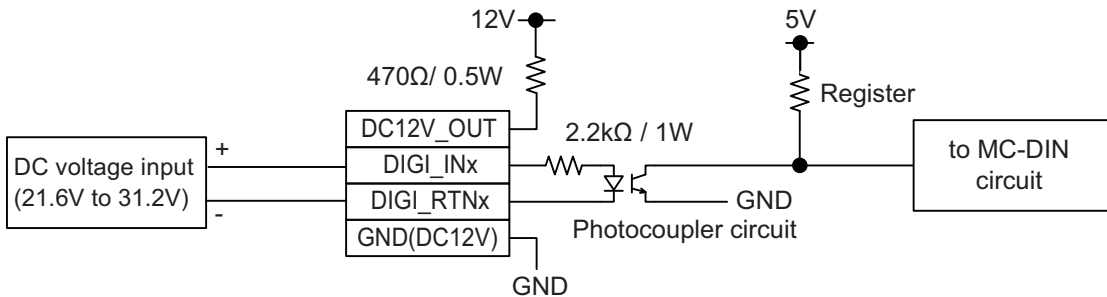 12V
5V
470Ω/ 0.5W
Register
DC12V_OUT
2.2kΩ / 1W
DC voltage input
(21.6V to 31.2V)
+
-
DIGI_INx
DIGI_RTNx
GND(DC12V)
GND
Photocoupler circuit
GND
to MC-DIN
circuit